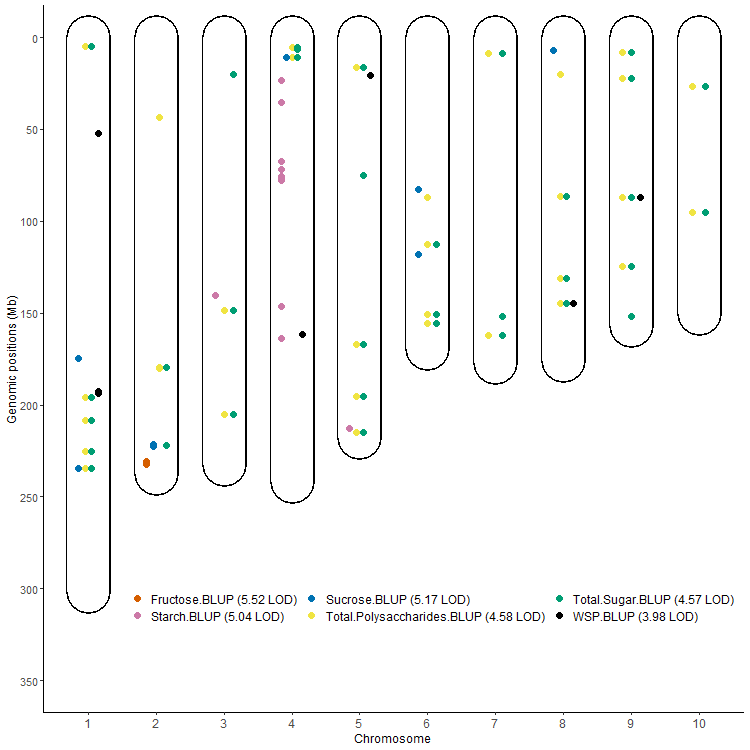 0
50
100
150
200
250
300
350
Genomic positions (Mb)
Fructose.BLUP (5.52 LOD) Sucrose.BLUP (5.17 LOD) Total.Sugar.BLUP (4.57 LOD)
Starch.BLUP (5.04 LOD) Total.Polysaccharides.BLUP (4.58 LOD) WSP.BLUP (3.98 LOD)
1 2 3 4 5 6 7 8 9 10
Chromosome